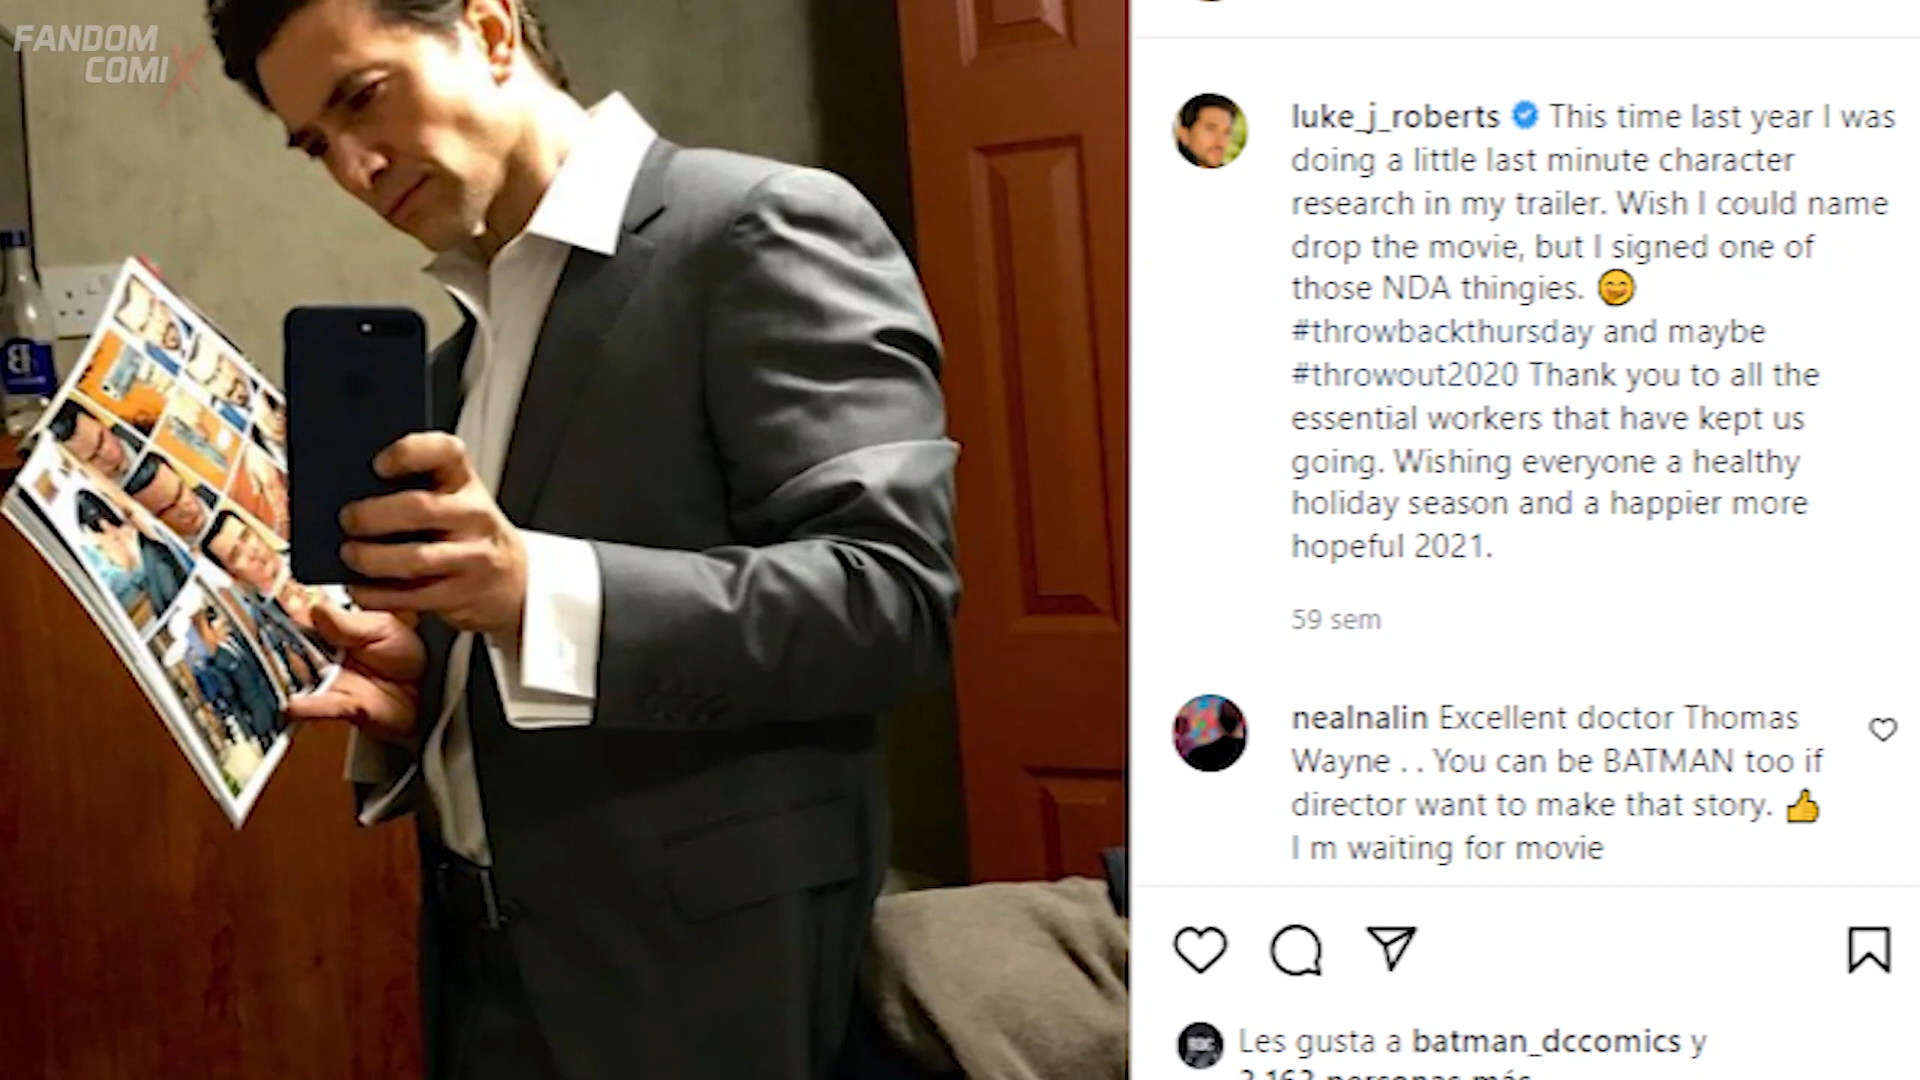 FANDOM
COMIX
luke_j_roberts This time last year I was
doing a little last minute character
research in my trailer. Wish I could name
drop the movie, but I signed one of
those NDA thingies. 😄
#throwbackthursday and maybe
#throwout2020 Thank you to all the
essential workers that have kept us
going. Wishing everyone a healthy
holiday season and a happier more
hopeful 2021.
59 sem
nealnalin Excellent doctor Thomas
Wayne . . You can be BATMAN too if
director want to make that story. 👍
I m waiting for movie
Les gusta a batman_dccomics y
2,163 personas más